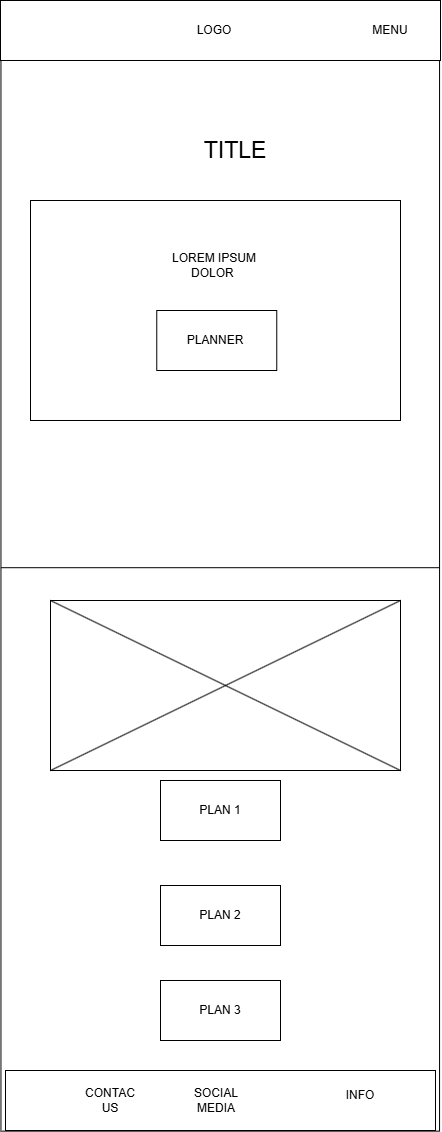 LOGO
MENU
TITLE
LOREM IPSUM
DOLOR
PLANNER
PLAN 1
PLAN 2
PLAN 3
CONTAC
US
SOCIAL
MEDIA
INFO